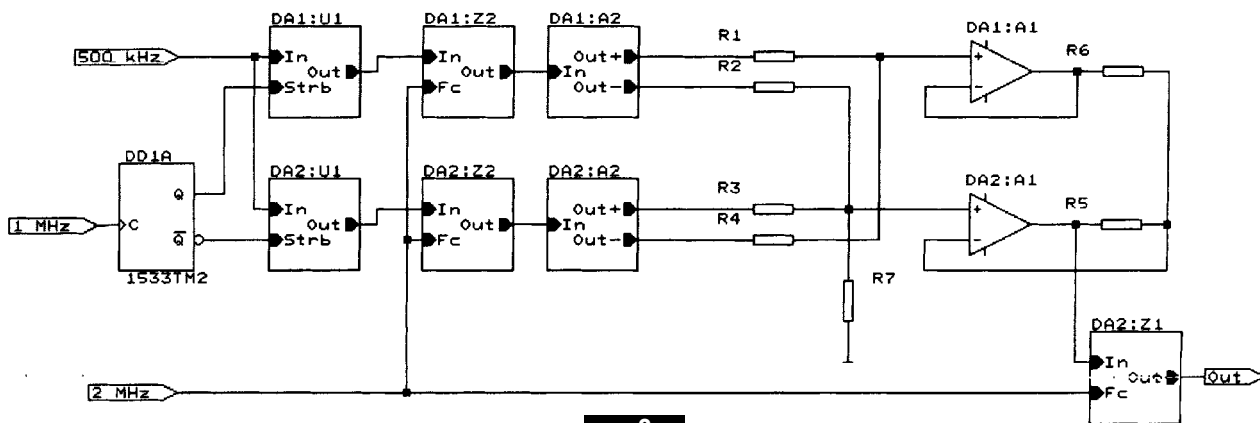 DA1:U1 DA1:Z2 DA1:A2 DA1:A1
R1 R6
500 kHz In In Out+ +
Out Out In R2
Strb Fc Out- -
DD1A
DA2:U1 DA2:Z2 DA2:A2 DA2:A1
Q R3 R5
In In Out+ +
1 MHz C Out Out In R4
Q Strb Fc Out- -
1533TM2 R7
DA2:Z1
In
Out Out
2 MHz Fc